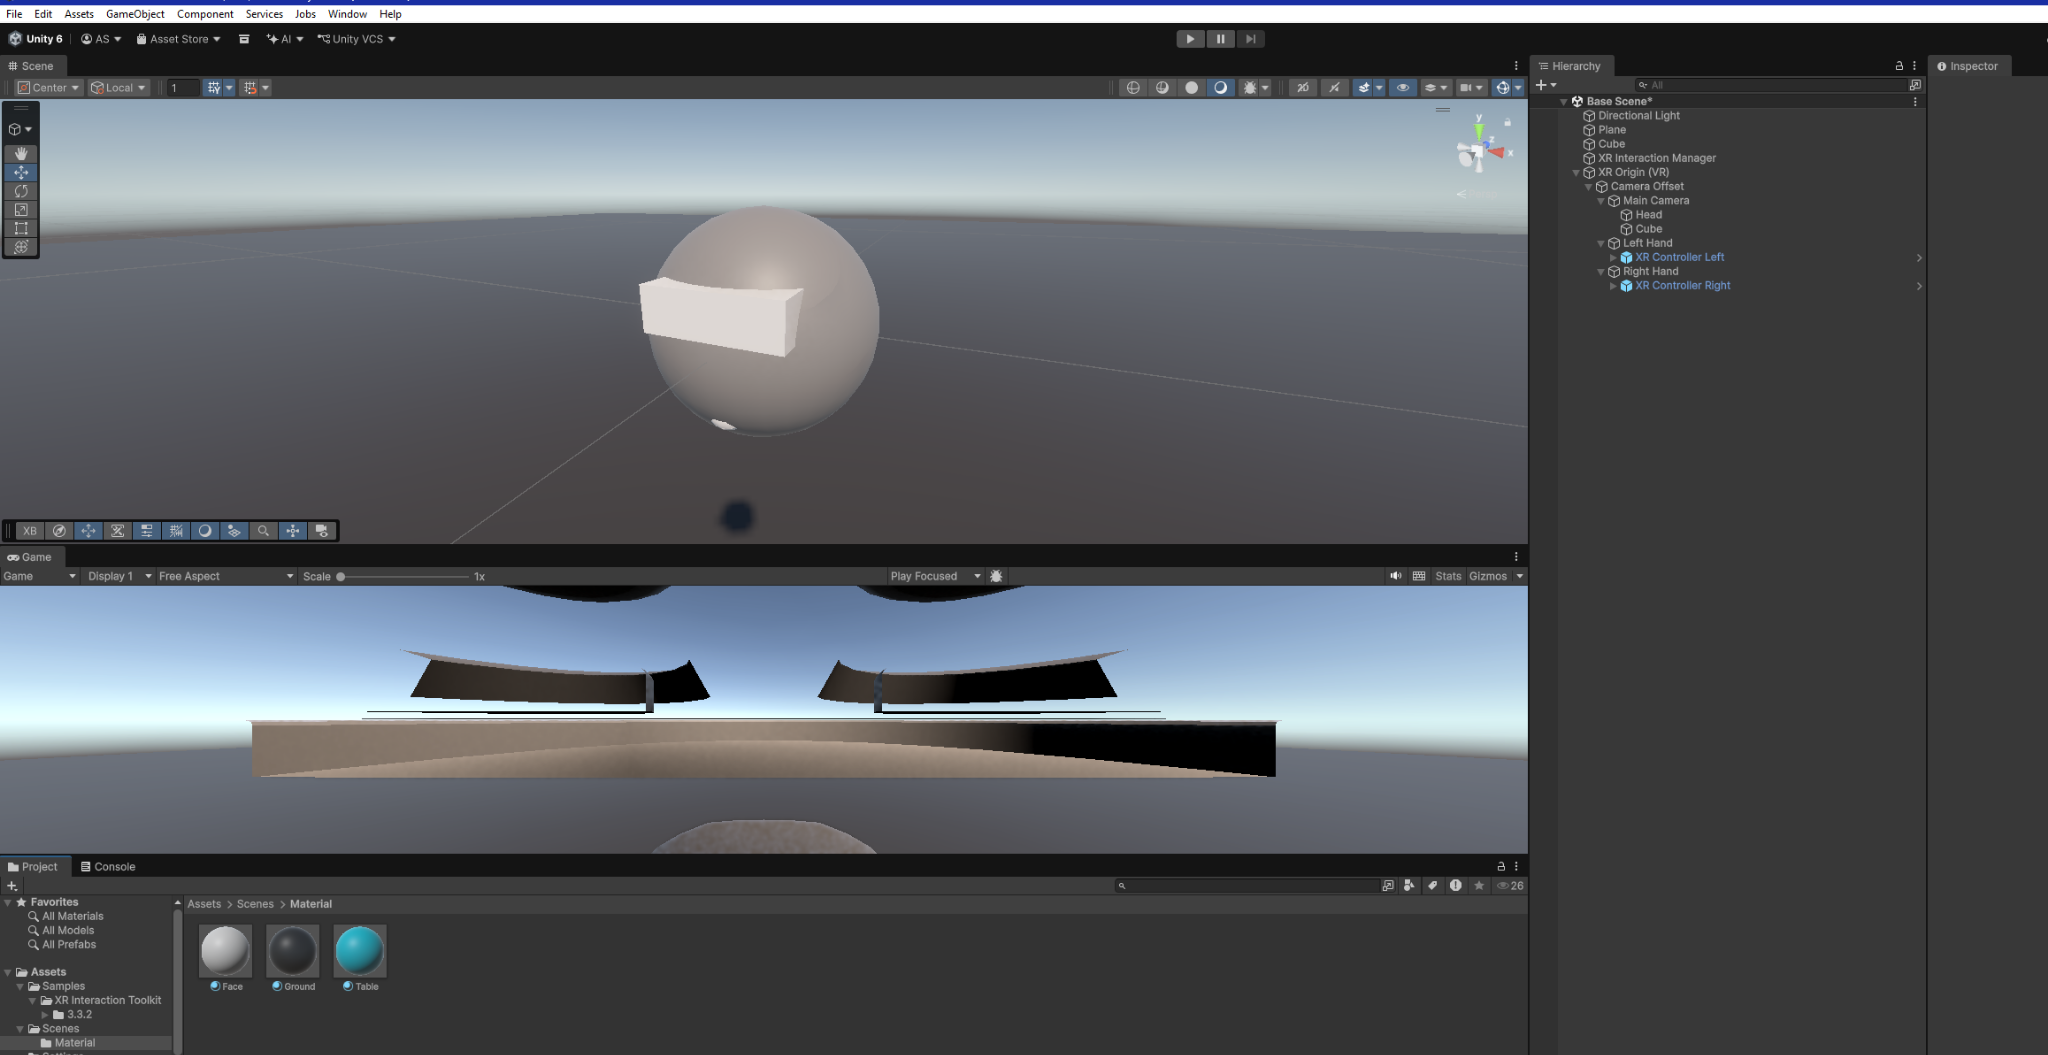 File Edit Assets GameObject Component Services Jobs Window Help
Unity 6 AS Asset Store AI Unity VCS
Scene
Center Local 1 2D
y
z
x
XB
Game
Game Display 1 Free Aspect Scale 1x Play Focused Stats Gizmos
Project Console
26
Favorites
All Materials
All Models
All Prefabs
Assets
Samples
XR Interaction Toolkit
3.3.2
Scenes
Material
Assets > Scenes > Material
Face Ground Table
Hierarchy
All
Base Scene*
Directional Light
Plane
Cube
XR Interaction Manager
XR Origin (VR)
Camera Offset
Main Camera
Head
Cube
Left Hand
XR Controller Left
Right Hand
XR Controller Right
Inspector